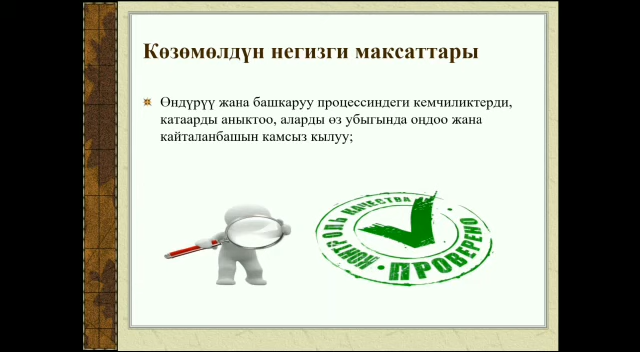 Көзөмөлдүн негизги максаттары
Өндүрүү жана башкаруу процессиндеги кемчиликтерди,
катаарды аныктоо, аларды өз убыгында оңдоо жана
кайталанбашын камсыз кылуу;
КОНТРОЛЬ КАЧЕСТВА
ПРОВЕРЕНО